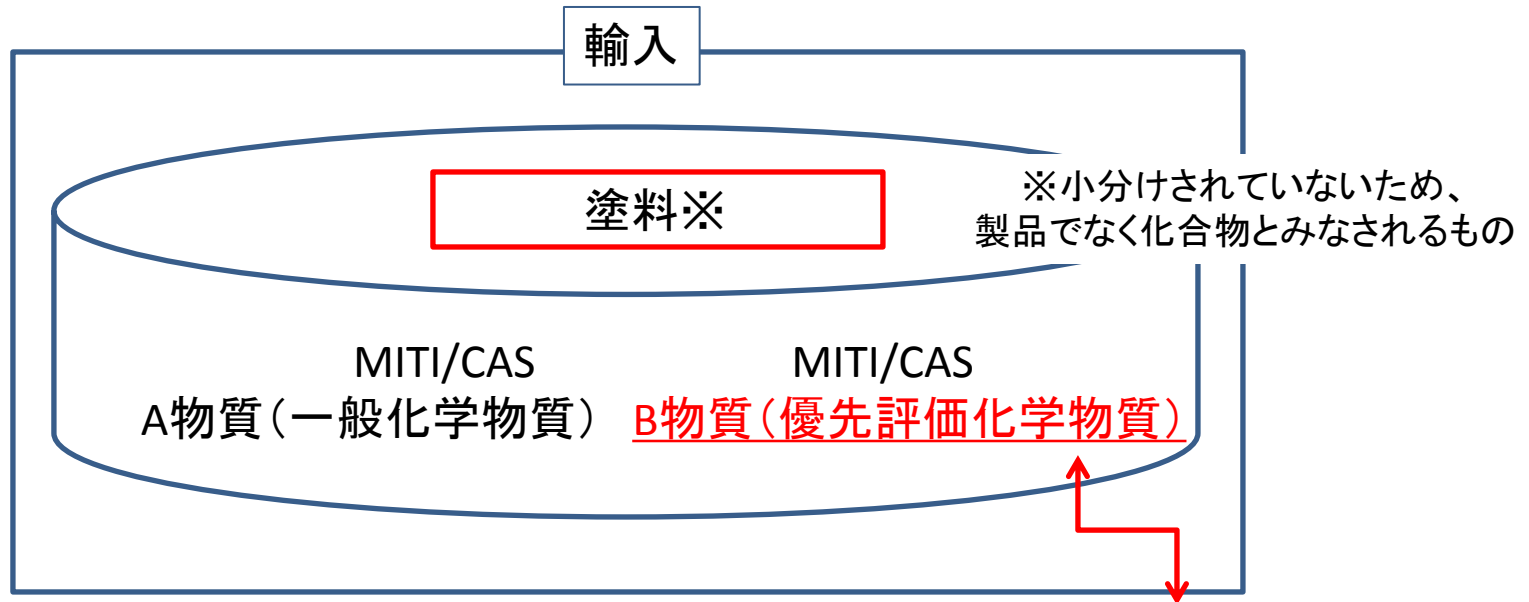 輸入
塗料※
※小分けされていないため、
製品でなく化合物とみなされるもの
MITI/CAS MITI/CAS
A物質（一般化学物質） B物質（優先評価化学物質）